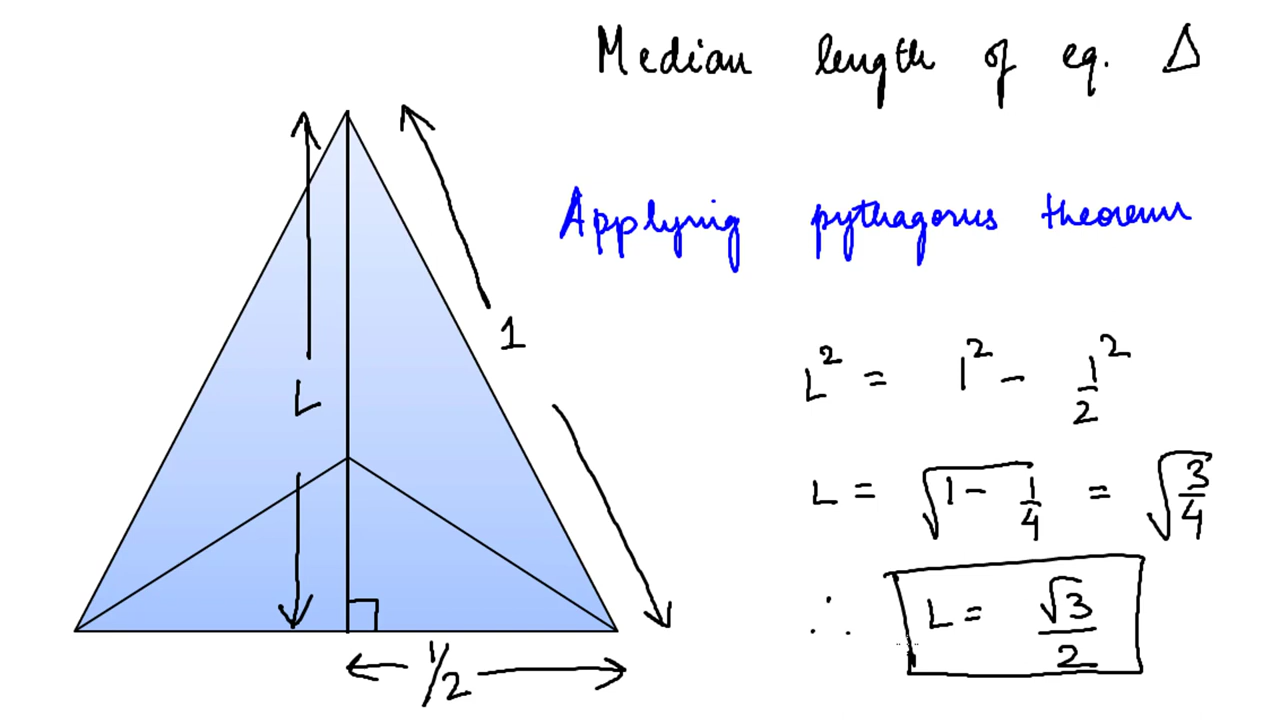 Median length of eq. Δ
Applying pythagorus theorem
L
1
1/2
L² = 1² - 1/2²
L = √(1 - 1/4) = √(3/4)
∴ L = √3/2